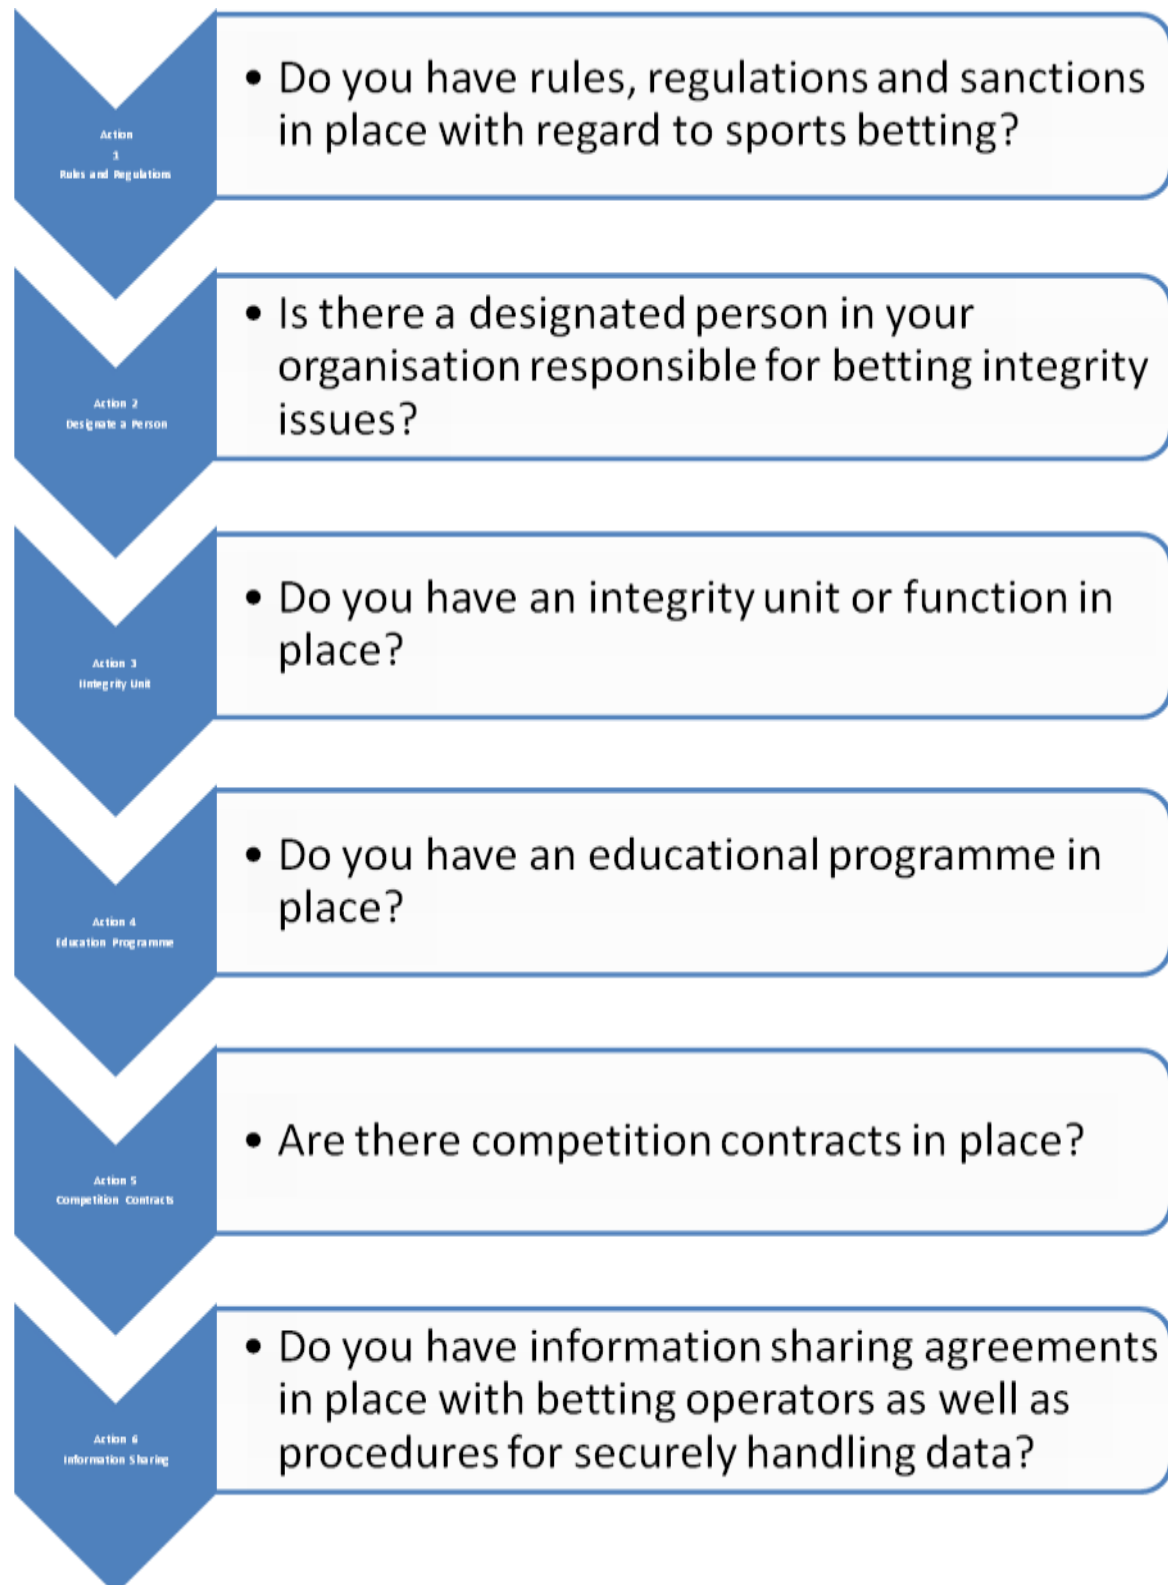 Action
1
Rules and Regulations
• Do you have rules, regulations and sanctions
in place with regard to sports betting?
Action 2
Designate a Person
• Is there a designated person in your
organisation responsible for betting integrity
issues?
Action 3
IIntegrity Unit
• Do you have an integrity unit or function in
place?
Action 4
Education Programme
• Do you have an educational programme in
place?
Action 5
Competition Contracts
• Are there competition contracts in place?
Action 6
Information Sharing
• Do you have information sharing agreements
in place with betting operators as well as
procedures for securely handling data?